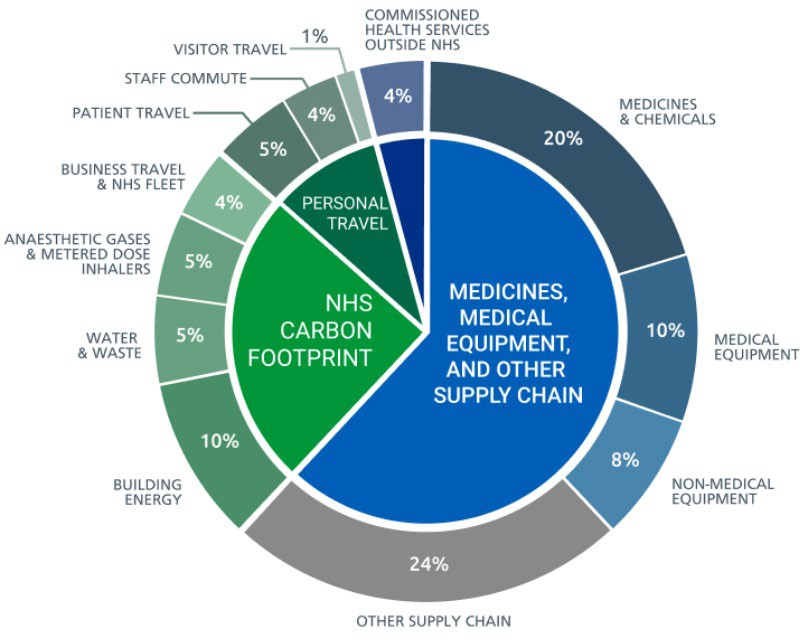 COMMISSIONED
HEALTH SERVICES
OUTSIDE NHS
1%
VISITOR TRAVEL
STAFF COMMUTE
PATIENT TRAVEL
BUSINESS TRAVEL
& NHS FLEET
ANAESTHETIC GASES
& METERED DOSE
INHALERS
WATER
& WASTE
BUILDING
ENERGY
4%
4%
5%
4%
5%
5%
10%
20%
MEDICINES
& CHEMICALS
10%
MEDICAL
EQUIPMENT
8%
NON-MEDICAL
EQUIPMENT
24%
OTHER SUPPLY CHAIN
PERSONAL
TRAVEL
NHS
CARBON
FOOTPRINT
MEDICINES,
MEDICAL
EQUIPMENT,
AND OTHER
SUPPLY CHAIN